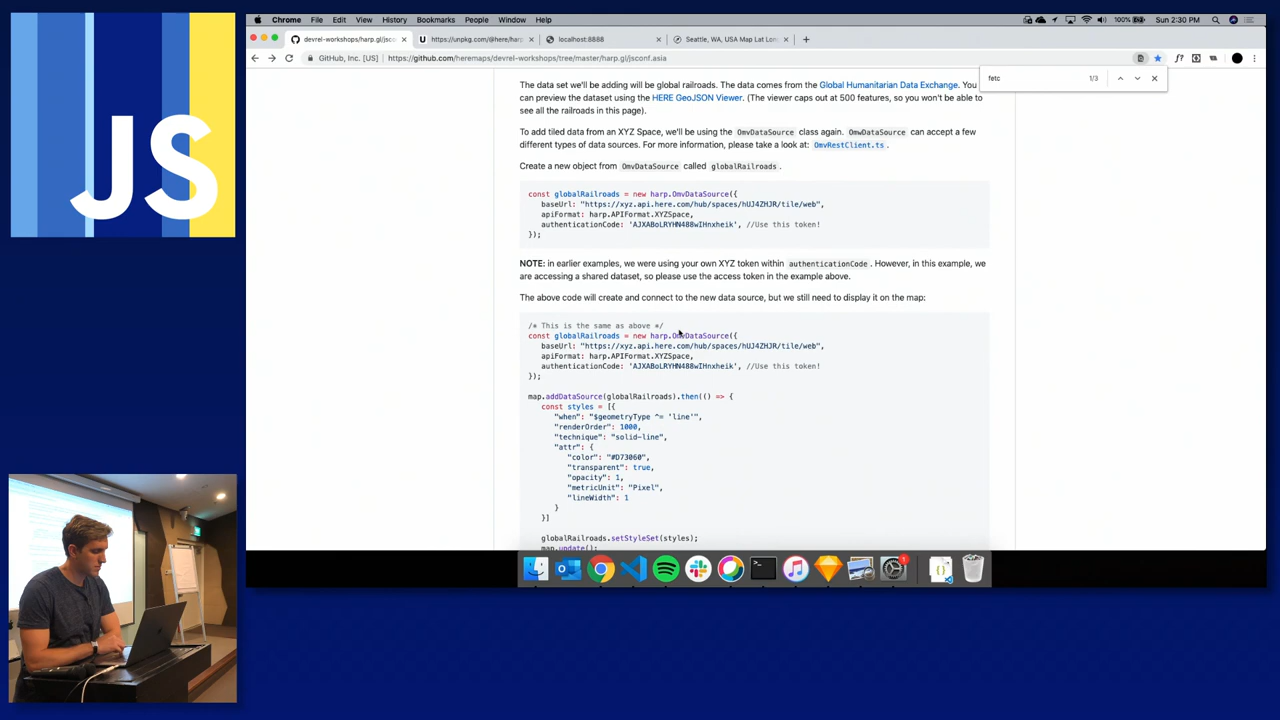 JS
Chrome File Edit View History Bookmarks People Window Help
100% Sun 2:30 PM
devrel-workshops/harp.gl/jsco
https://unpkg.com/@here/harp
localhost:8888
Seattle, WA, USA Map Lat Lon
GitHub, Inc. [US] https://github.com/heremaps/devrel-workshops/tree/master/harp.gl/jsconf.asia
fetc 1/3
The data set we'll be adding will be global railroads. The data comes from the Global Humanitarian Data Exchange. You
can preview the dataset using the HERE GeoJSON Viewer. (The viewer caps out at 500 features, so you won't be able to
see all the railroads in this page).
To add tiled data from an XYZ Space, we'll be using the OmvDataSource class again. OmwDataSource can accept a few
different types of data sources. For more information, please take a look at: OmvRestClient.ts.
Create a new object from OmvDataSource called globalRailroads.
const globalRailroads = new harp.OmvDataSource({
baseUrl: "https://xyz.api.here.com/hub/spaces/hUJ4ZHJR/tile/web",
apiFormat: harp.APIFormat.XYZSpace,
authenticationCode: 'AJXABoLRYHN488wIHnxheik', //Use this token!
});
NOTE: in earlier examples, we were using your own XYZ token within authenticationCode. However, in this example, we
are accessing a shared dataset, so please use the access token in the example above.
The above code will create and connect to the new data source, but we still need to display it on the map:
/* This is the same as above */
const globalRailroads = new harp.OmvDataSource({
baseUrl: "https://xyz.api.here.com/hub/spaces/hUJ4ZHJR/tile/web",
apiFormat: harp.APIFormat.XYZSpace,
authenticationCode: 'AJXABoLRYHN488wIHnxheik', //Use this token!
});
map.addDataSource(globalRailroads).then(() => {
const styles = [{
"when": "$geometryType ^= 'line'",
"renderOrder": 1000,
"technique": "solid-line",
"attr": {
"color": "#D73060",
"transparent": true,
"opacity": 1,
"metricUnit": "Pixel",
"lineWidth": 1
}
}]
globalRailroads.setStyleSet(styles);
map.update();